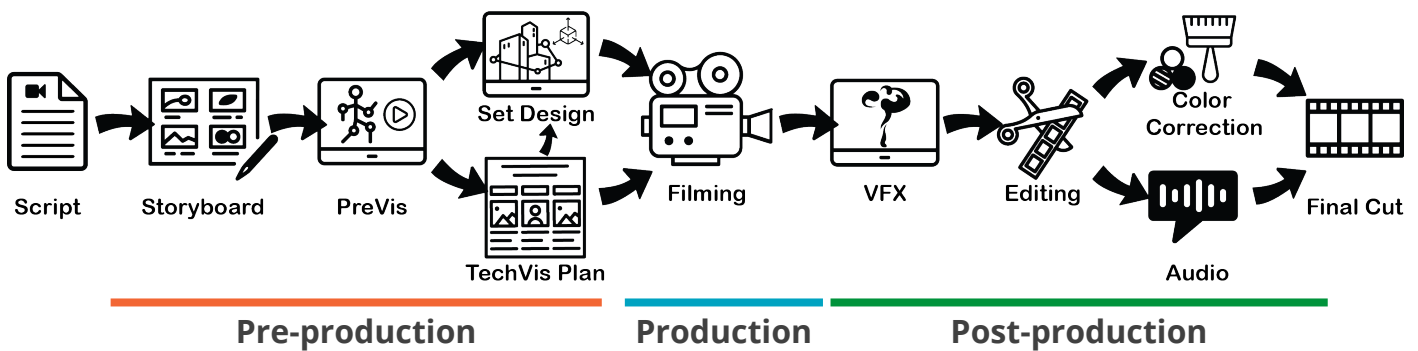 Script
Storyboard
PreVis
Set Design
TechVis Plan
Filming
VFX
Editing
Color
Correction
Audio
Final Cut
Pre-production
Production
Post-production